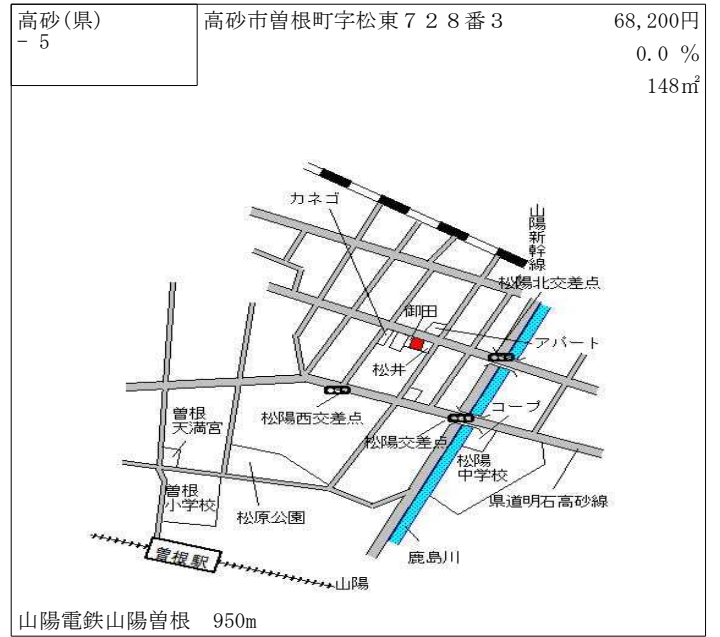 高砂(県)
- 5
高砂市曽根町字松東７２８番３
68,200円
0.0 %
148㎡
カネゴ
山陽新幹線
松陽北交差点
御田
アパート
松井
コープ
松陽西交差点
松陽交差点
曽根
天満宮
松陽
中学校
曽根
小学校
松原公園
県道明石高砂線
鹿島川
曽根駅
山陽
山陽電鉄山陽曽根　950m